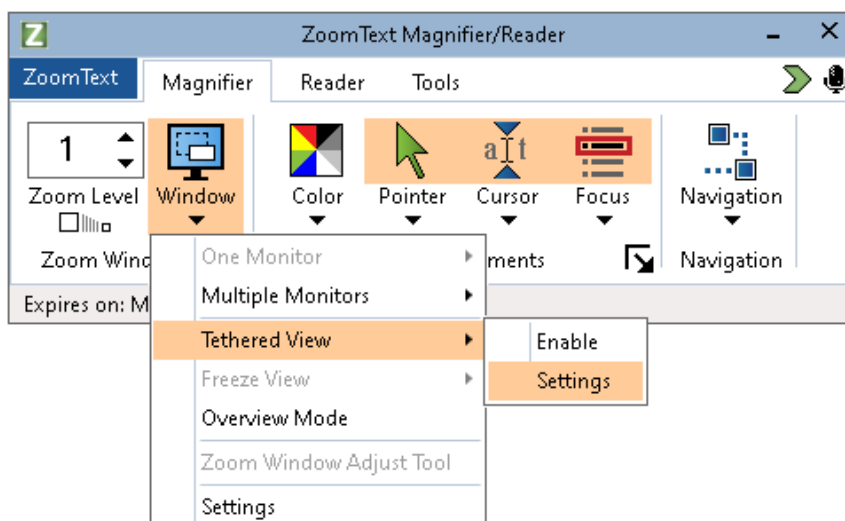 Z ZoomText Magnifier/Reader
ZoomText Magnifier Reader Tools
1
Zoom Level Window Color Pointer a t Cursor Focus Navigation
Zoom Wind ments Navigation
Expires on: M
One Monitor
Multiple Monitors
Tethered View
Enable
Freeze View
Settings
Overview Mode
Zoom Window Adjust Tool
Settings